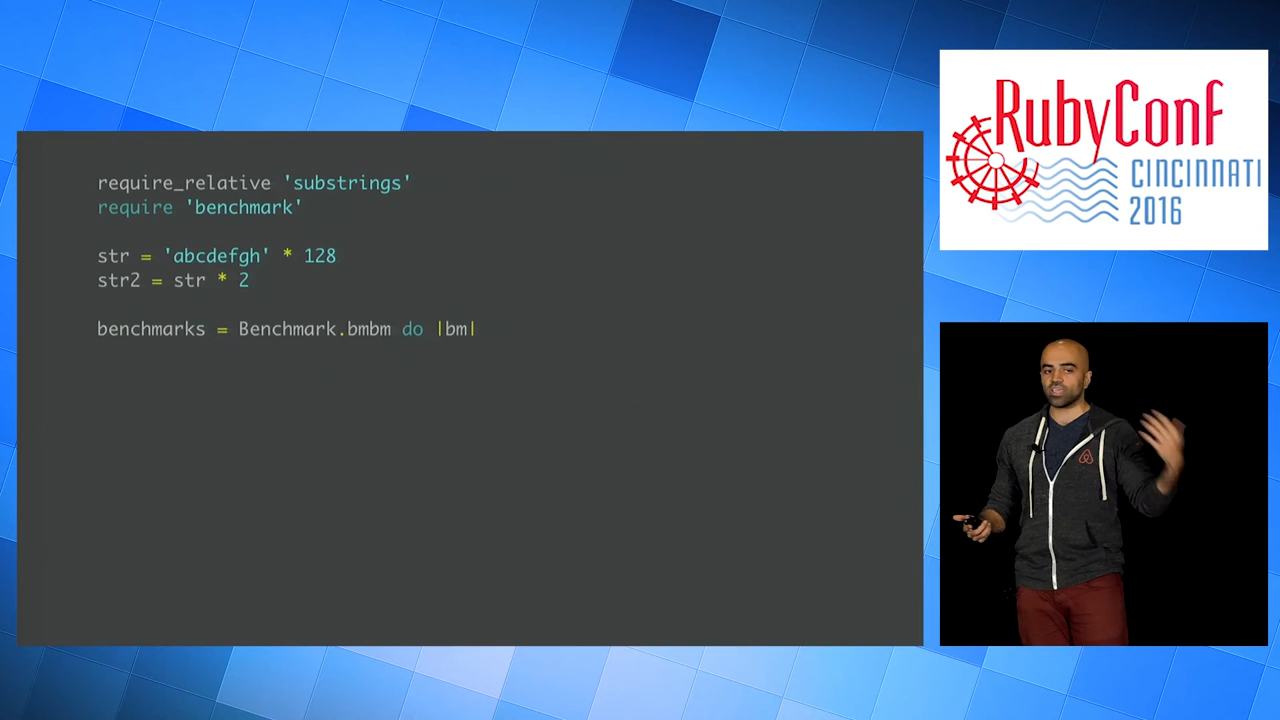 require_relative 'substrings'
require 'benchmark'
str = 'abcdefgh' * 128
str2 = str * 2
benchmarks = Benchmark.bmbm do |bm|
RubyConf
CINCINNATI
2016